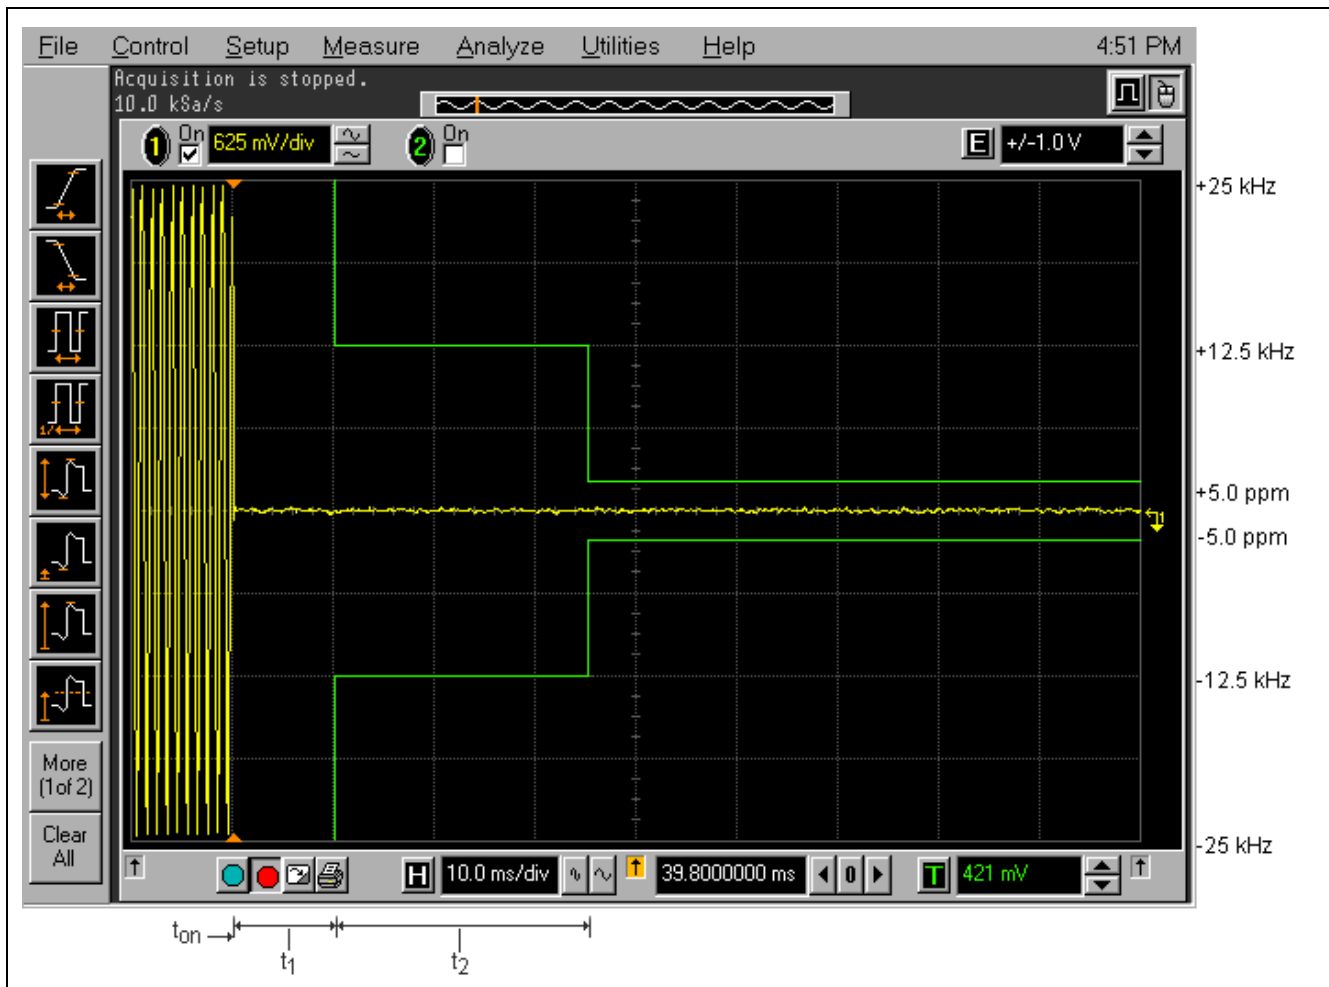 File Control Setup Measure Analyze Utilities Help 4:51 PM
Acquisition is stopped.
10.0 kSa/s
1 On 625 mV/div 2 On E +/-1.0 V
+25 kHz
+12.5 kHz
+5.0 ppm
-5.0 ppm
-12.5 kHz
-25 kHz
1/
More
(1of 2)
Clear
All
1
H 10.0 ms/div 39.8000000 ms 0 T 421 mV
ton
t1
t2